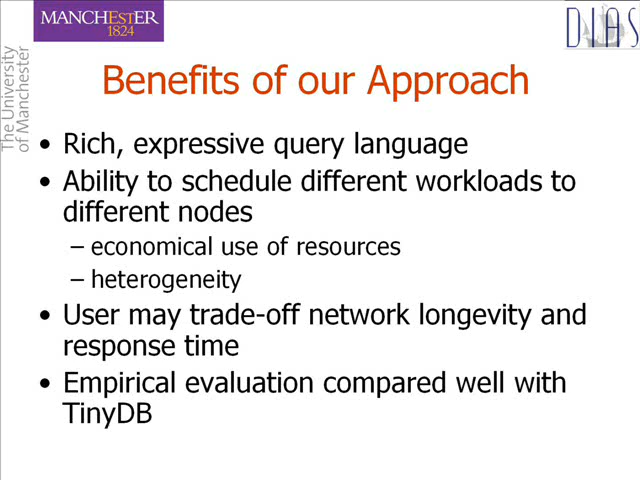 MANCHESTER
1824
DIAS
The University
of Manchester
Benefits of our Approach
• Rich, expressive query language
• Ability to schedule different workloads to
different nodes
– economical use of resources
– heterogeneity
• User may trade-off network longevity and
response time
• Empirical evaluation compared well with
TinyDB